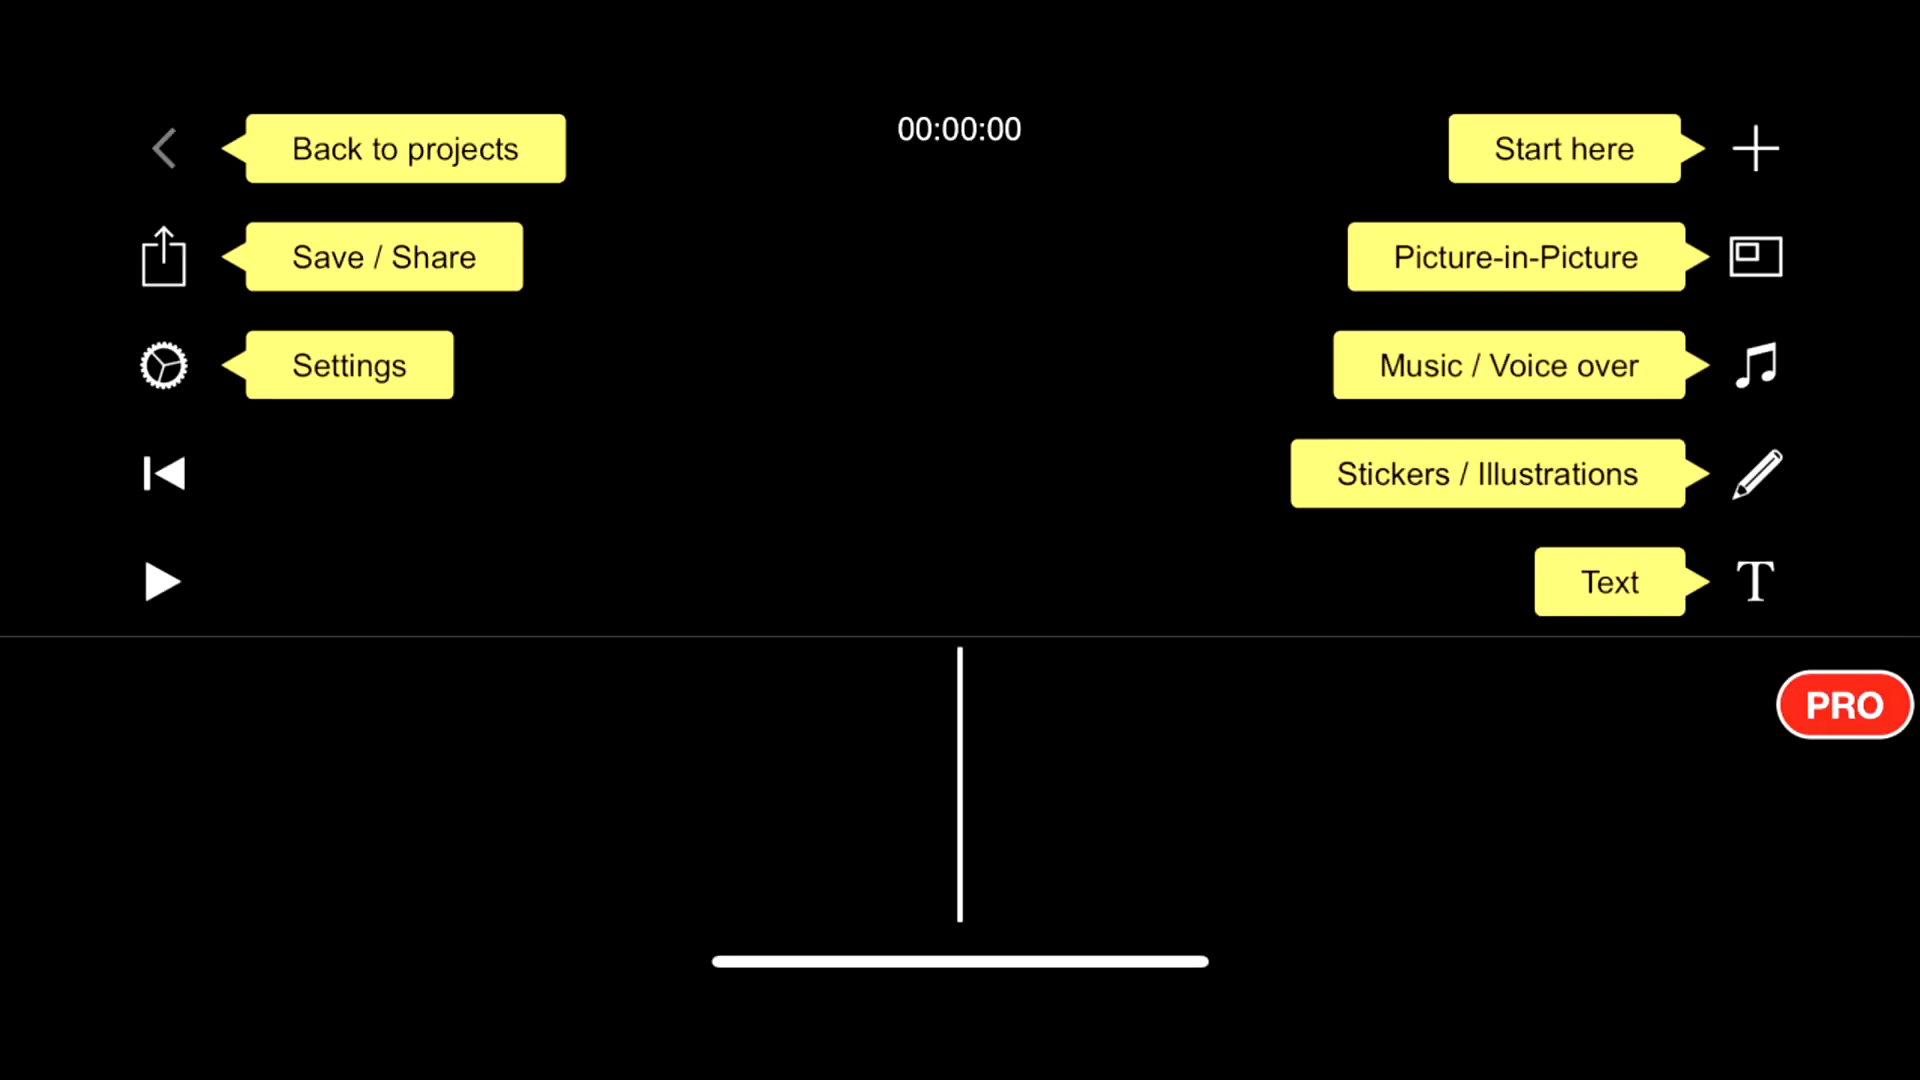 Back to projects
00:00:00
Start here
Save / Share
Picture-in-Picture
Settings
Music / Voice over
Stickers / Illustrations
Text
T
PRO